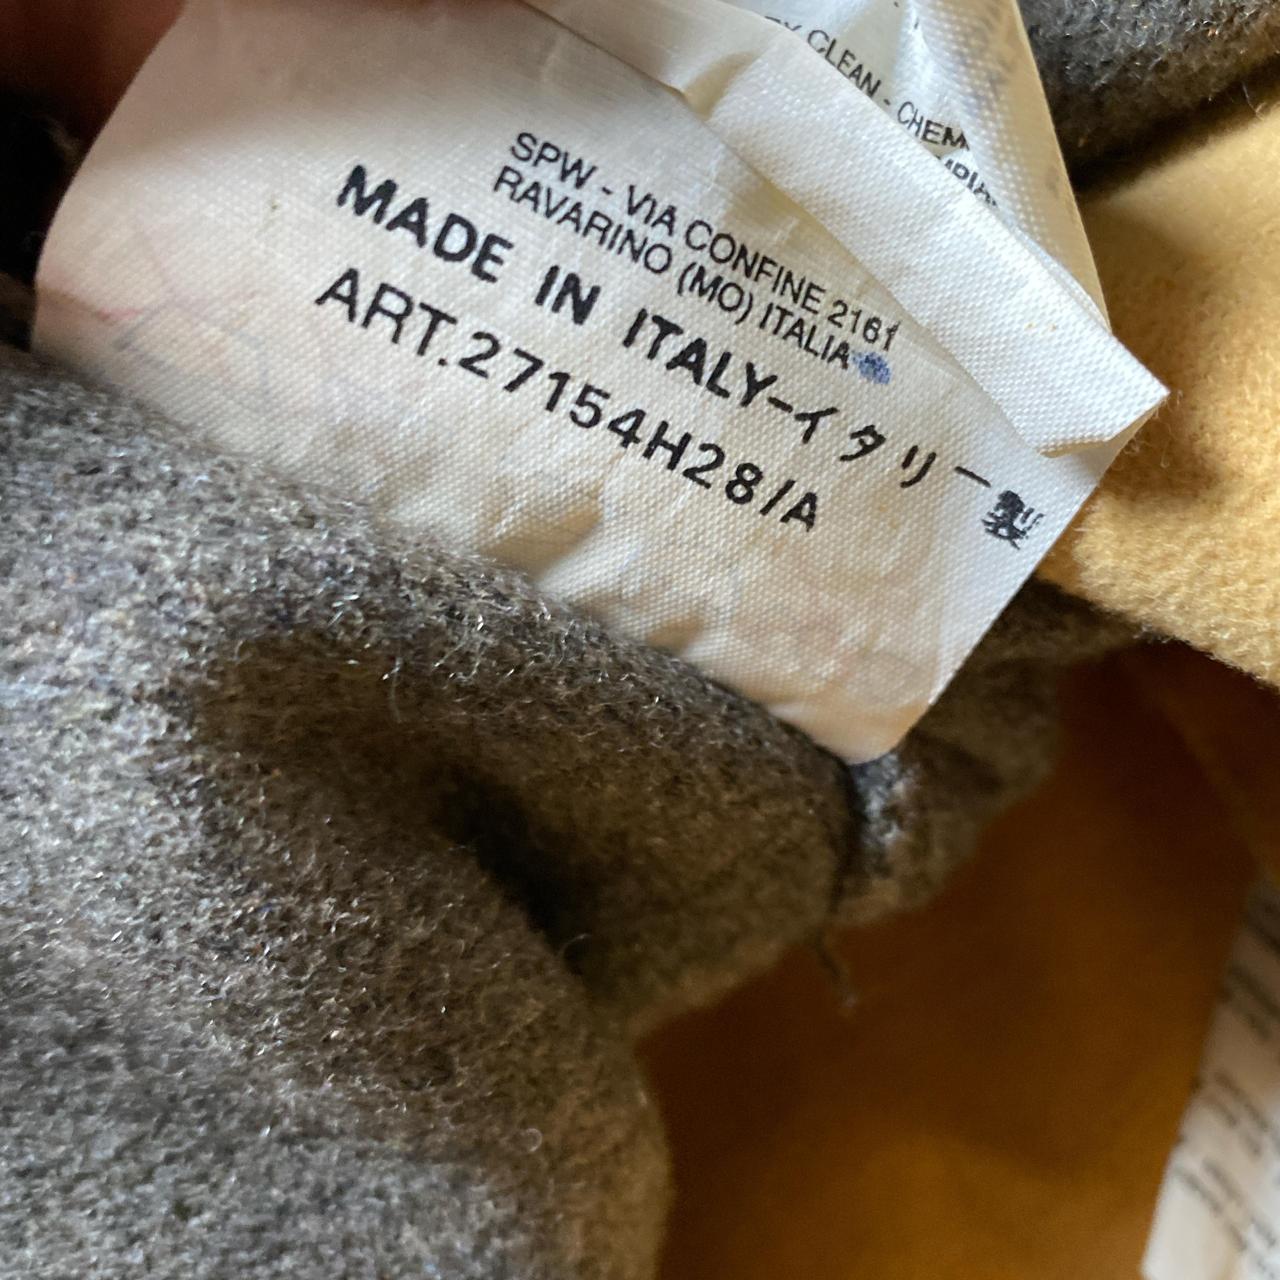 CLEAN - CHEM
SPW - VIA CONFINE 2161
RAVARINO (MO) ITALIA
MADE IN ITALY-イタリー製
ART.27154H28/A